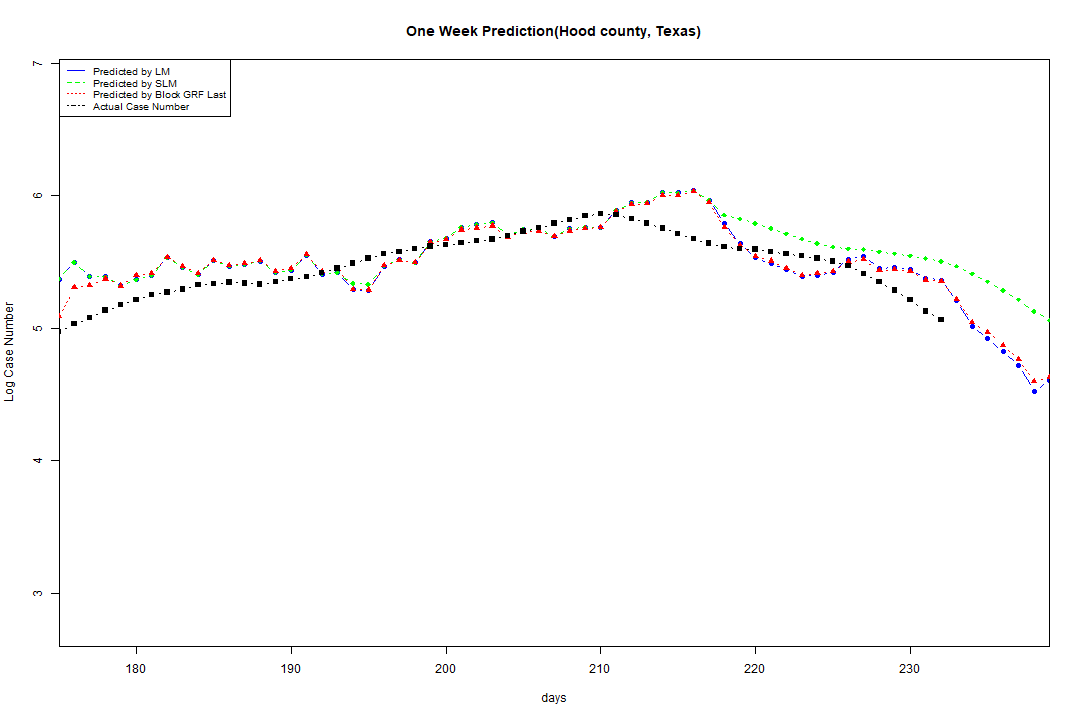 One Week Prediction(Hood county, Texas)
Predicted by LM
Predicted by SLM
Predicted by Block GRF Last
Actual Case Number
7
6
5
4
3
Log Case Number
180 190 200 210 220 230
days